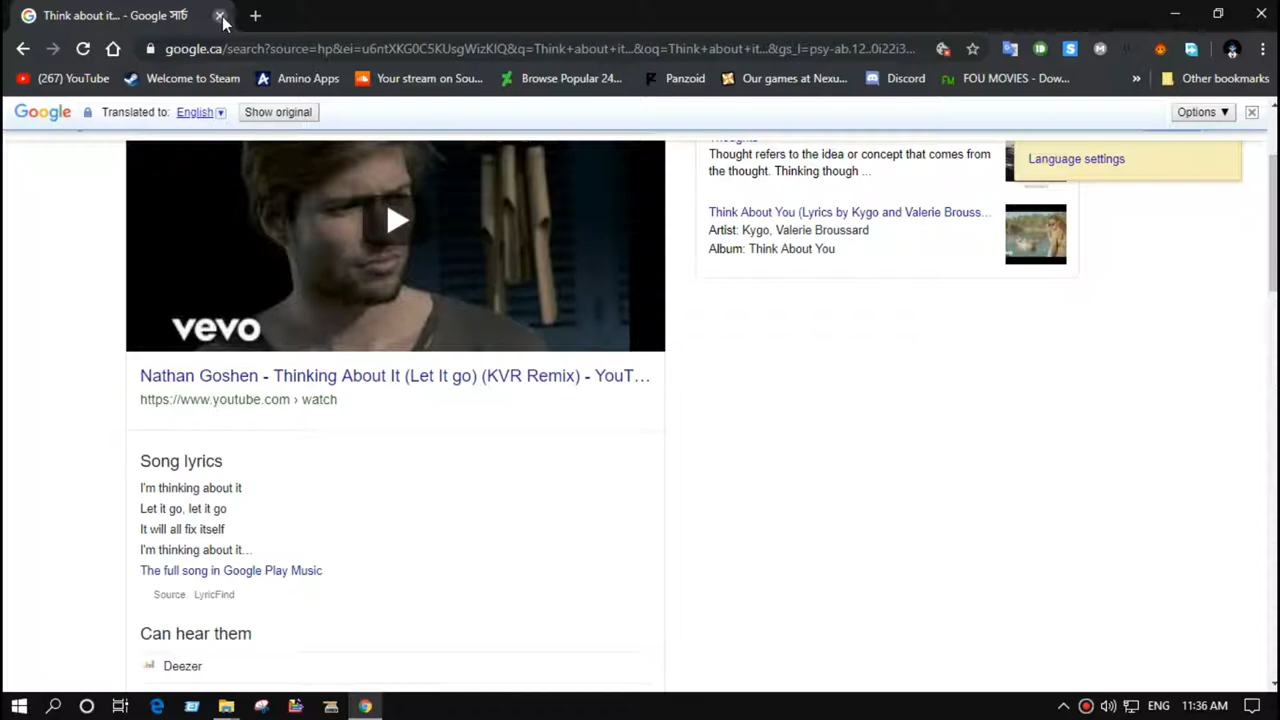 Think about it... - Google সার্চ
google.ca/search?source=hp&ei=u6ntXKG0C5KUsgWizKIQ&q=Think+about+it...&oq=Think+about+it...&gs_l=psy-ab.12..0i22i3...
(267) YouTube
Welcome to Steam
Amino Apps
Your stream on Sou...
Browse Popular 24...
Panzoid
Our games at Nexu...
Discord
FOU MOVIES - Dow...
»
Other bookmarks
Google
Translated to: English
Show original
Options ▼
Thought refers to the idea or concept that comes from
the thought. Thinking though ...
Language settings
Think About You (Lyrics by Kygo and Valerie Brouss...
Artist: Kygo, Valerie Broussard
Album: Think About You
vevo
Nathan Goshen - Thinking About It (Let It go) (KVR Remix) - YouT...
https://www.youtube.com › watch
Song lyrics
I'm thinking about it
Let it go, let it go
It will all fix itself
I'm thinking about it...
The full song in Google Play Music
Source: LyricFind
Can hear them
Deezer
ENG
11:36 AM